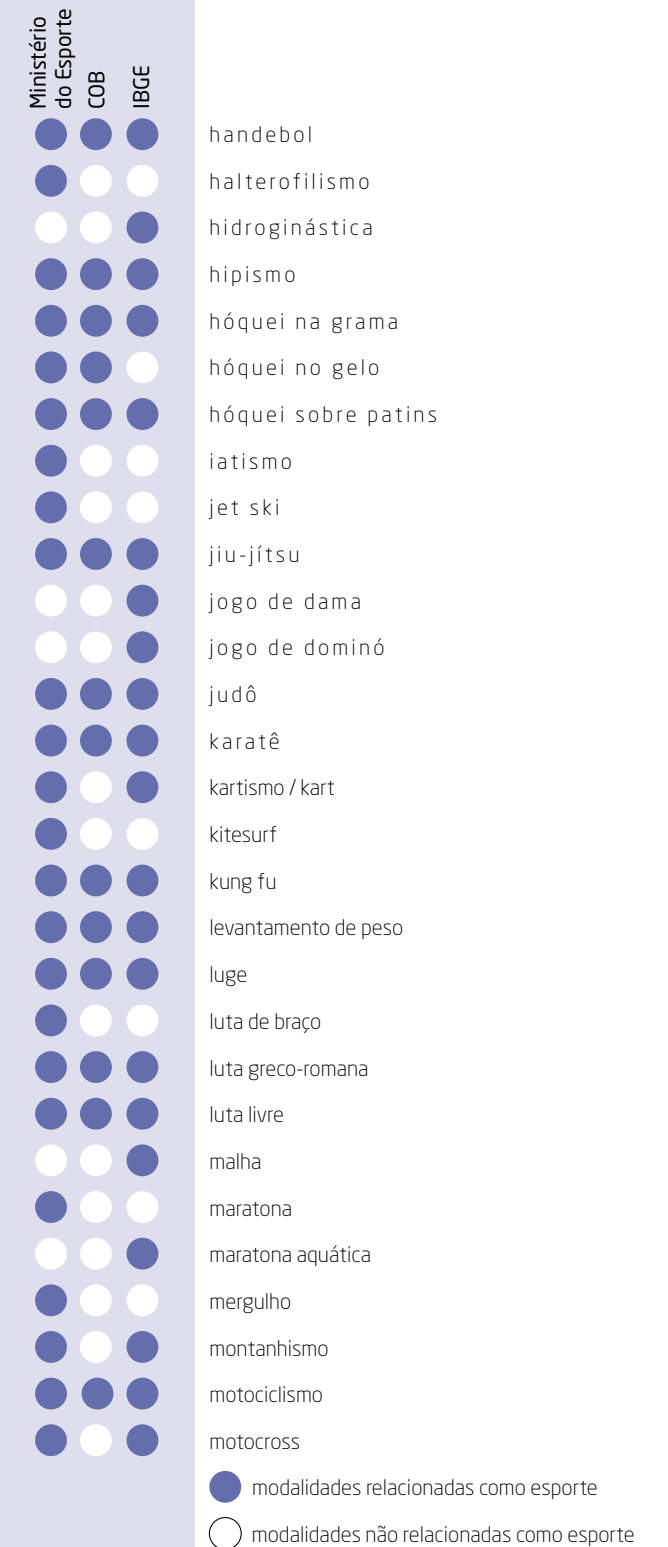 Ministério
do Esporte
COB
IBGE
handebol
halterofilismo
hidroginástica
hipismo
hóquei na grama
hóquei no gelo
hóquei sobre patins
iatismo
jet ski
jiu-jítsu
jogo de dama
jogo de dominó
judô
karatê
kartismo / kart
kitesurf
kung fu
levantamento de peso
luge
luta de braço
luta greco-romana
luta livre
malha
maratona
maratona aquática
mergulho
montanhismo
motociclismo
motocross
modalidades relacionadas como esporte
modalidades não relacionadas como esporte